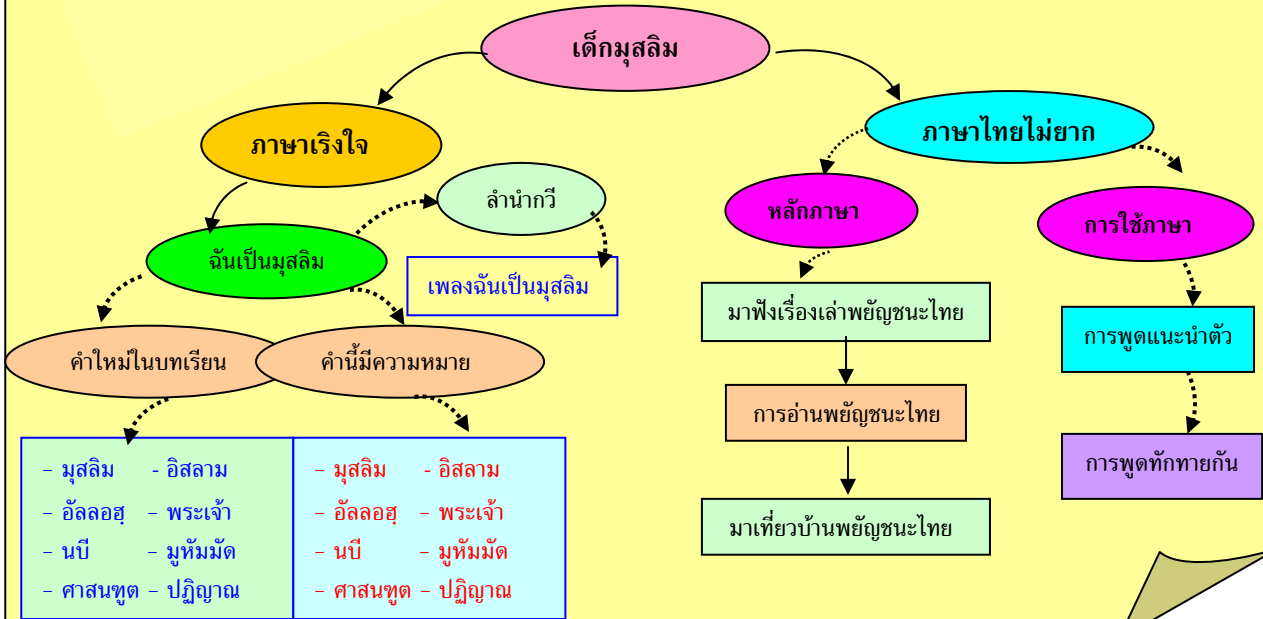 เด็กมุสลิม
ภาษาเริงใจ
ภาษาไทยไม่ยาก
ลำนำกวี
หลักภาษา
การใช้ภาษา
ฉันเป็นมุสลิม
เพลงฉันเป็นมุสลิม
มาฟังเรื่องเล่าพยัญชนะไทย
การพูดแนะนำตัว
คำใหม่ในบทเรียน
คำนี้มีความหมาย
การอ่านพยัญชนะไทย
การพูดทักทายกัน
มาเที่ยวบ้านพยัญชนะไทย
- มุสลิม - อิสลาม
- อัลลอฮฺ - พระเจ้า
- นบี - มูหัมมัด
- ศาสนฑูต - ปฏิญาณ
- มุสลิม - อิสลาม
- อัลลอฮฺ - พระเจ้า
- นบี - มูหัมมัด
- ศาสนฑูต - ปฏิญาณ